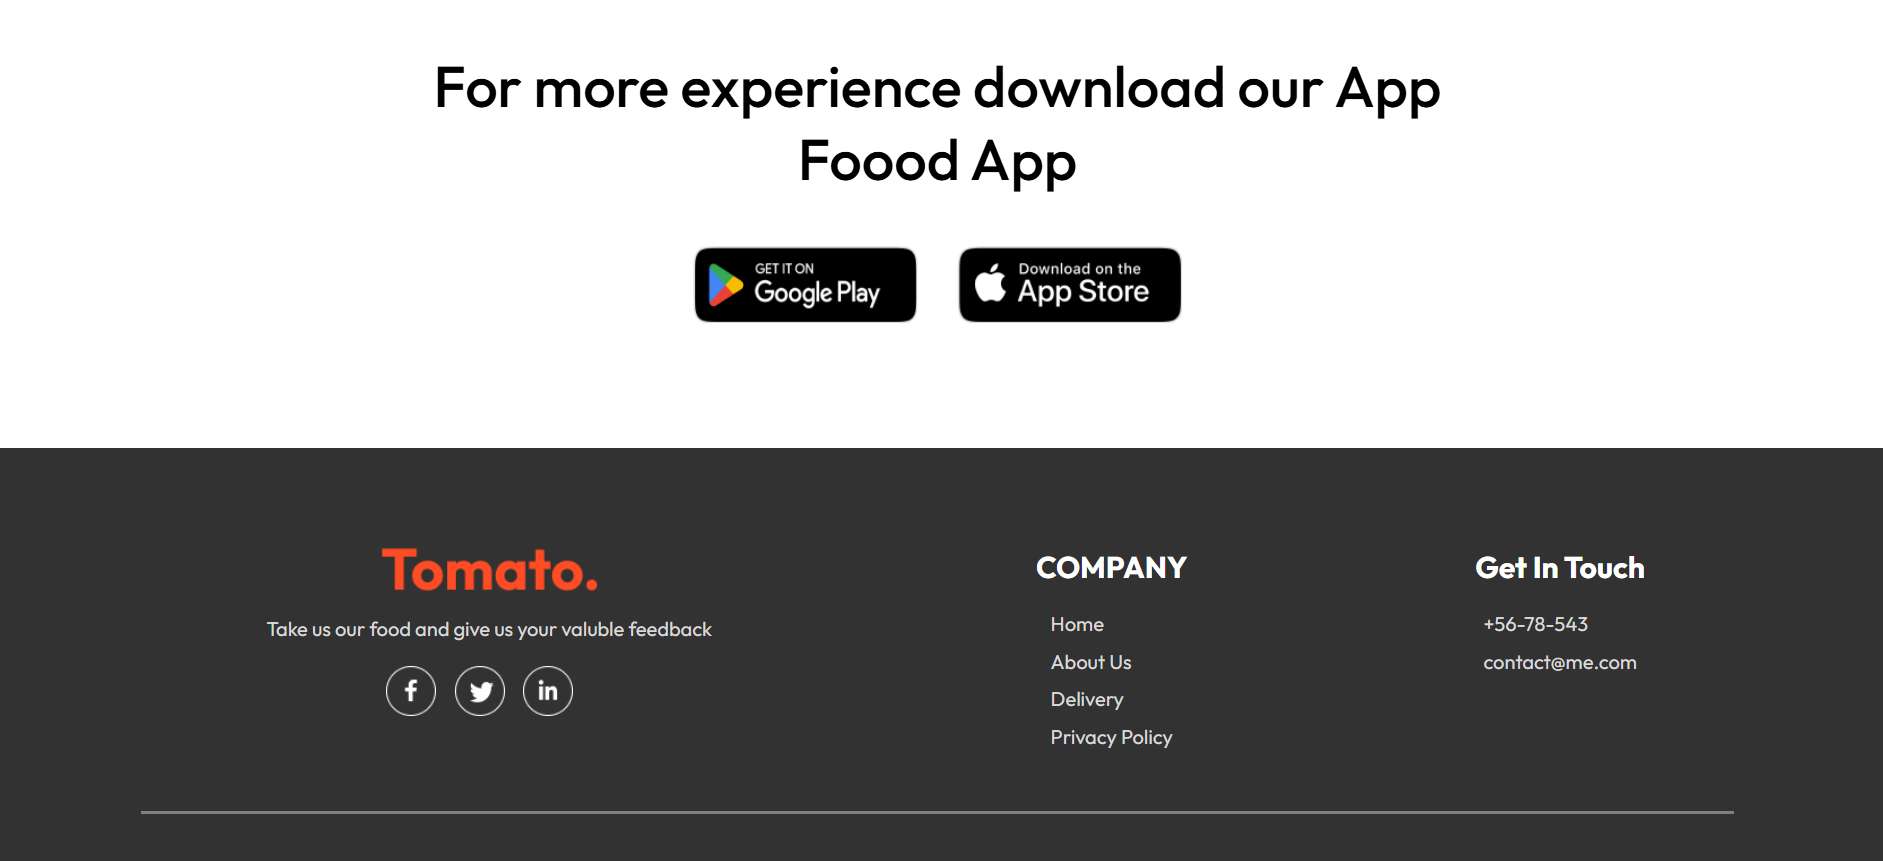 For more experience download our App
Foood App
GET IT ON
Google Play
Download on the
App Store
Tomato.
Take us our food and give us your valuble feedback
f
in
COMPANY
Home
About Us
Delivery
Privacy Policy
Get In Touch
+56-78-543
contact@me.com